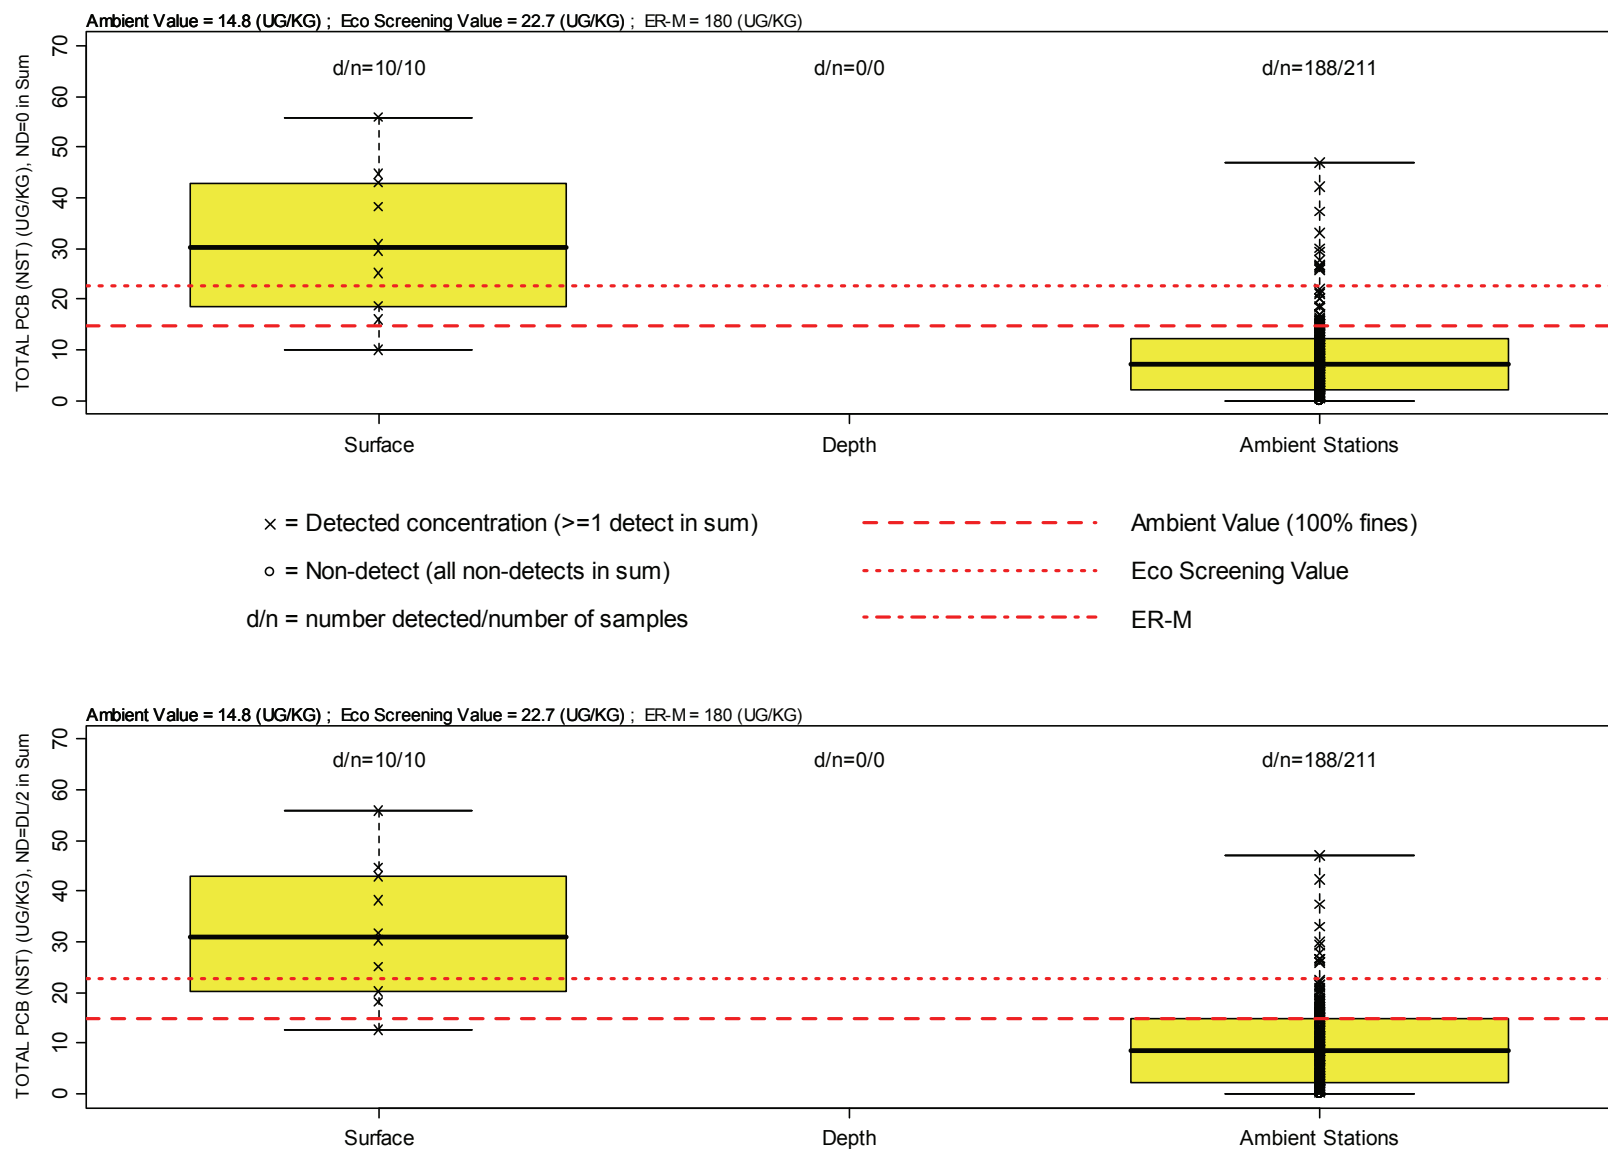 Ambient Value = 14.8 (UG/KG) ; Eco Screening Value = 22.7 (UG/KG) ; ER-M = 180 (UG/KG)
TOTAL PCB (NST) (UG/KG), ND=0 in Sum
70
60
50
40
30
20
10
0
d/n=10/10 d/n=0/0 d/n=188/211
Surface Depth Ambient Stations
× = Detected concentration (>=1 detect in sum) Ambient Value (100% fines)
o = Non-detect (all non-detects in sum) Eco Screening Value
d/n = number detected/number of samples ER-M
Ambient Value = 14.8 (UG/KG) ; Eco Screening Value = 22.7 (UG/KG) ; ER-M = 180 (UG/KG)
TOTAL PCB (NST) (UG/KG), ND=DL/2 in Sum
70
60
50
40
30
20
10
0
d/n=10/10 d/n=0/0 d/n=188/211
Surface Depth Ambient Stations